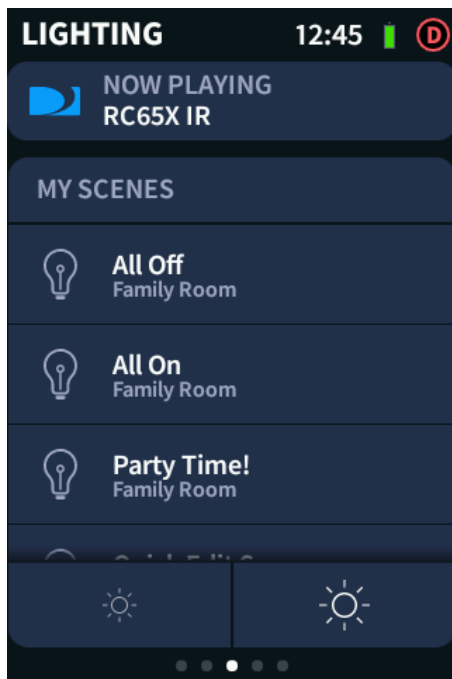 LIGHTING 12:45 D
NOW PLAYING
RC65X IR
MY SCENES
All Off
Family Room
All On
Family Room
Party Time!
Family Room